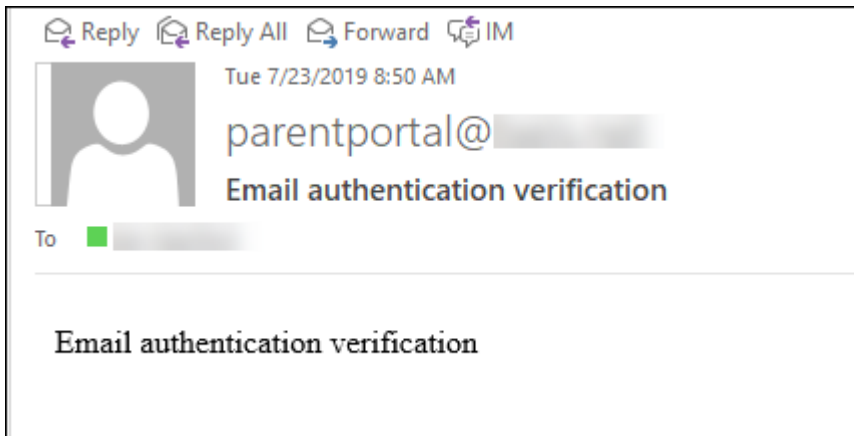 Reply Reply All Forward IM
Tue 7/23/2019 8:50 AM
parentportal@
Email authentication verification
To
Email authentication verification